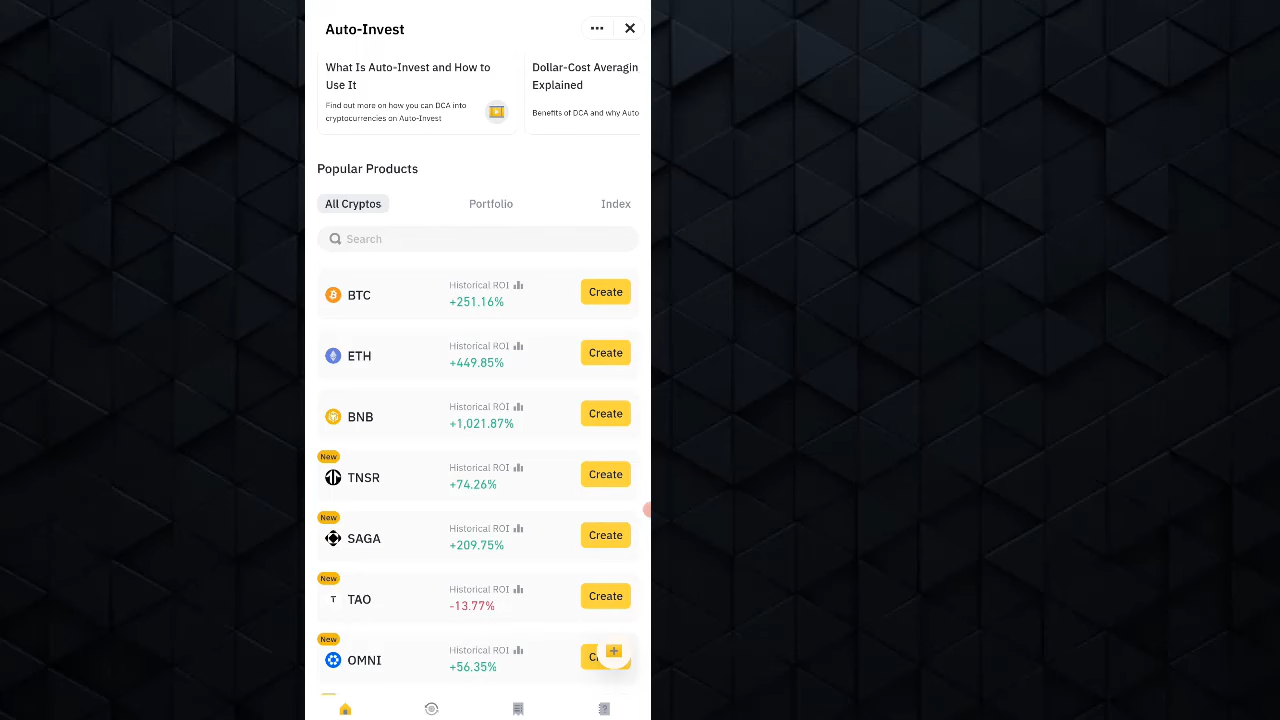 Auto-Invest
What Is Auto-Invest and How to
Use It
Find out more on how you can DCA into
cryptocurrencies on Auto-Invest
Dollar-Cost Averagin
Explained
Benefits of DCA and why Auto
Popular Products
All Cryptos
Portfolio
Index
Search
BTC
Historical ROI
+251.16%
Create
ETH
Historical ROI
+449.85%
Create
BNB
Historical ROI
+1,021.87%
Create
New
TNSR
Historical ROI
+74.26%
Create
New
SAGA
Historical ROI
+209.75%
Create
New
TAO
Historical ROI
-13.77%
Create
New
OMNI
Historical ROI
+56.35%